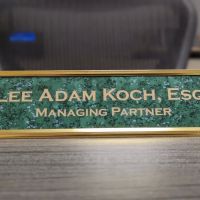 LEE ADAM KOCH, ESQ
MANAGING PARTNER